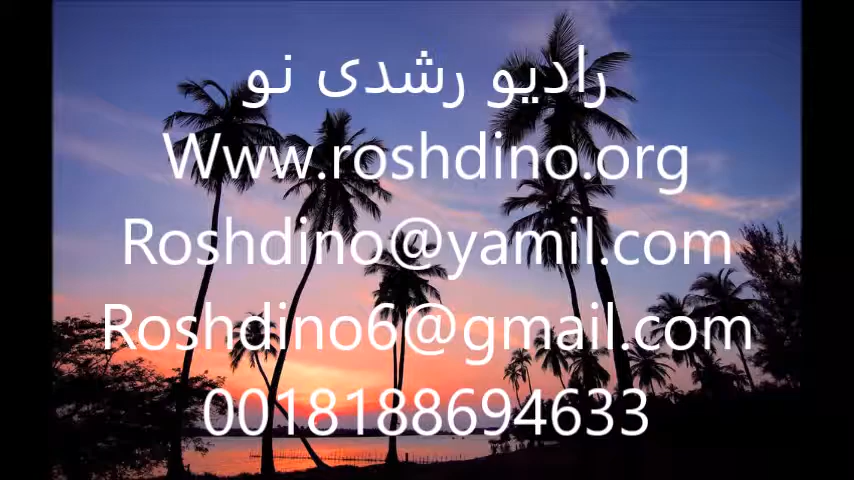 رادیو رشدی نو
Www.roshdino.org
Roshdino@yamil.com
Roshdino6@gmail.com
0018188694633